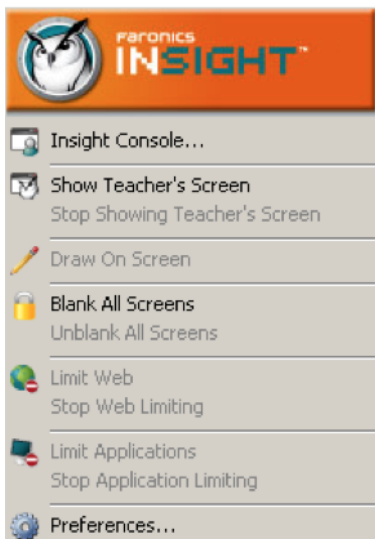 FARONICS
INSIGHT™
Insight Console...
Show Teacher's Screen
Stop Showing Teacher's Screen
Draw On Screen
Blank All Screens
Unblank All Screens
Limit Web
Stop Web Limiting
Limit Applications
Stop Application Limiting
Preferences...